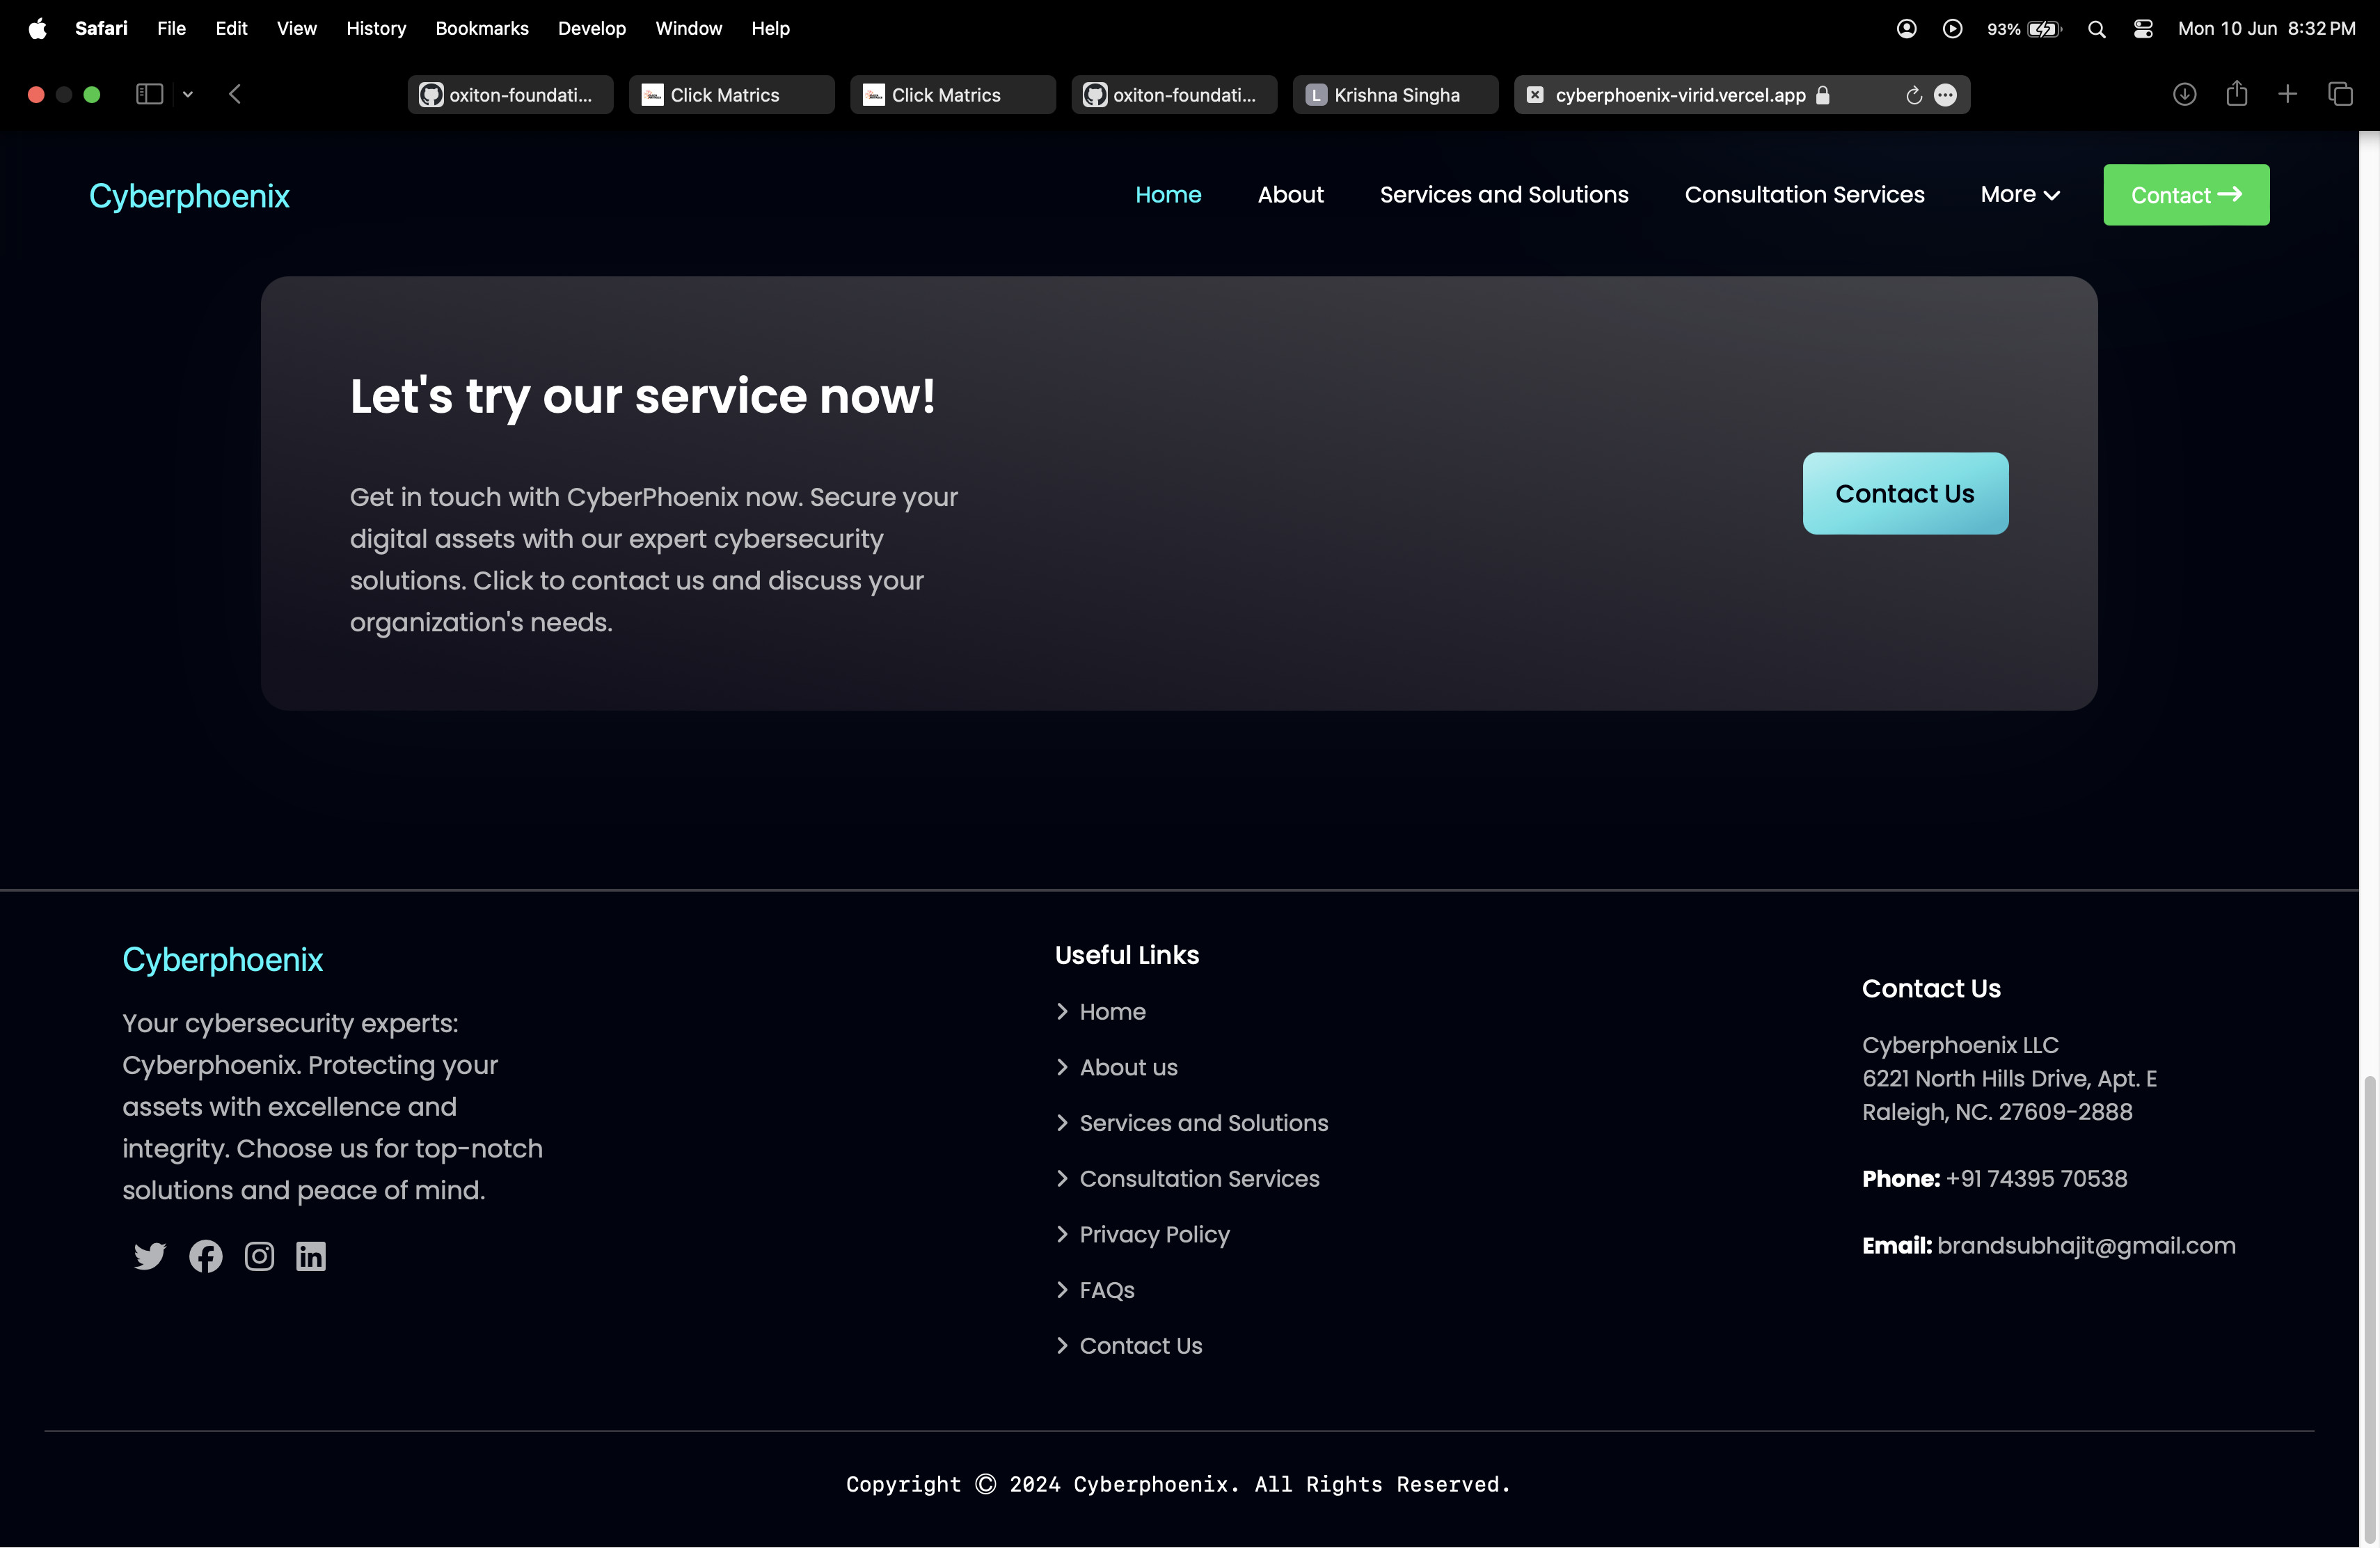 Safari File Edit View History Bookmarks Develop Window Help 93% Mon 10 Jun 8:32 PM
oxiton-foundati... Click Matrics Click Matrics oxiton-foundati... L Krishna Singha cyberphoenix-virid.vercel.app
Cyberphoenix Home About Services and Solutions Consultation Services More Contact
Let's try our service now!
Get in touch with CyberPhoenix now. Secure your
digital assets with our expert cybersecurity
solutions. Click to contact us and discuss your
organization's needs.
Contact Us
Cyberphoenix
Your cybersecurity experts:
Cyberphoenix. Protecting your
assets with excellence and
integrity. Choose us for top-notch
solutions and peace of mind.
Useful Links
Home
About us
Services and Solutions
Consultation Services
Privacy Policy
FAQs
Contact Us
Contact Us
Cyberphoenix LLC
6221 North Hills Drive, Apt. E
Raleigh, NC. 27609-2888
Phone: +91 74395 70538
Email: brandsubhajit@gmail.com
Copyright © 2024 Cyberphoenix. All Rights Reserved.